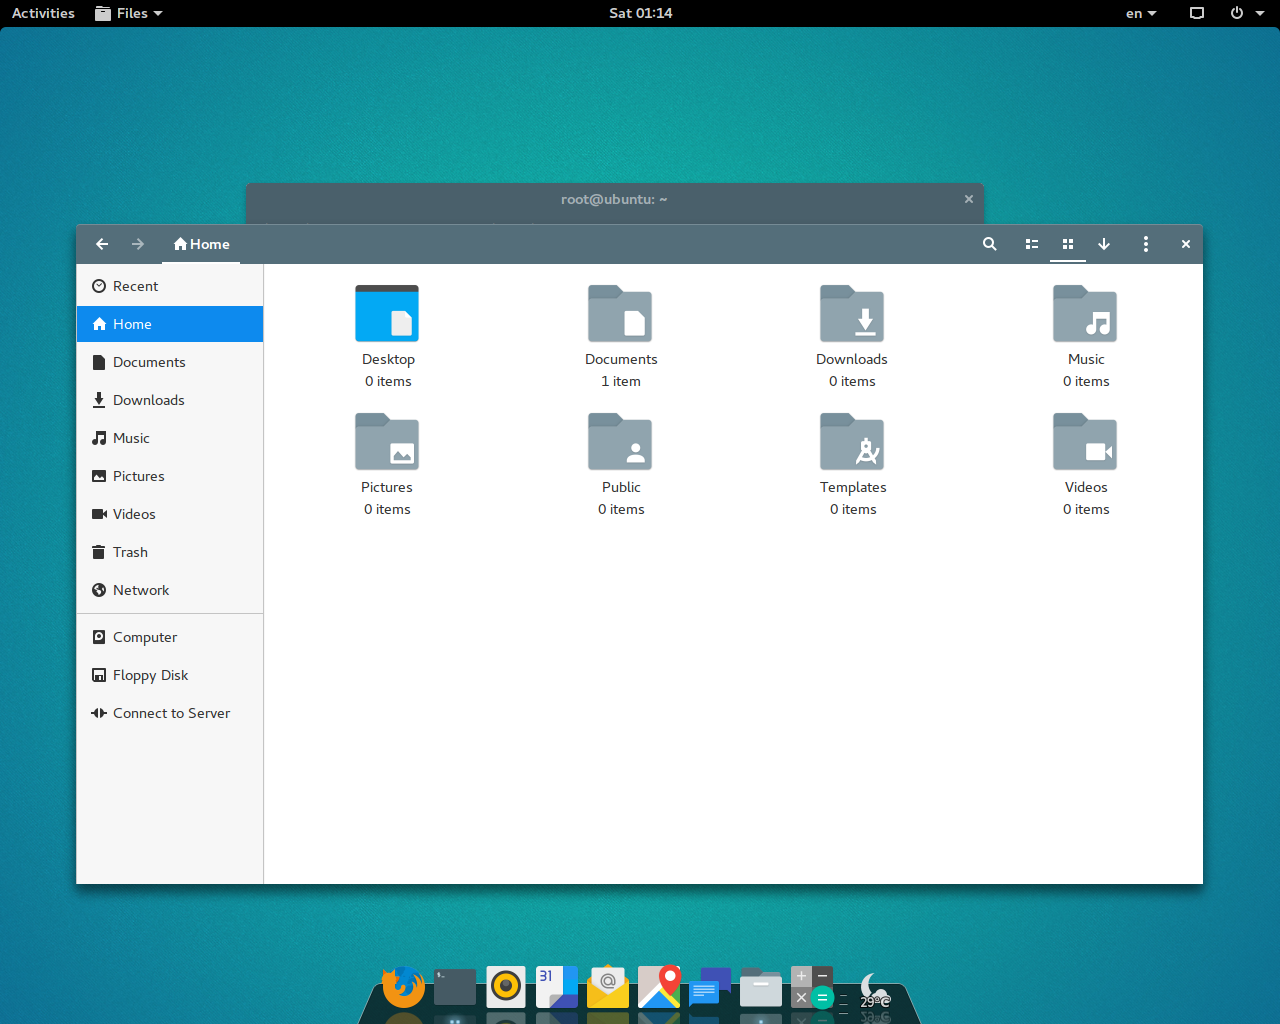 Activities Files Sat 01:14 en
root@ubuntu: ~
Home
Recent
Home
Documents
Downloads
Music
Pictures
Videos
Trash
Network
Computer
Floppy Disk
Connect to Server
Desktop Documents Downloads Music
0 items 1 item 0 items 0 items
Pictures Public Templates Videos
0 items 0 items 0 items 0 items
$_ 31 @ 29°C